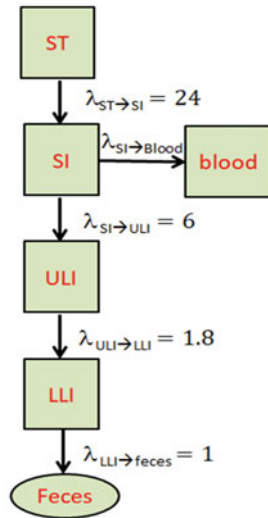 ST
λST→SI = 24
λSI→Blood
SI
blood
λSI→ULI = 6
ULI
λULI→LLI = 1.8
LLI
λLLI→feces = 1
Feces